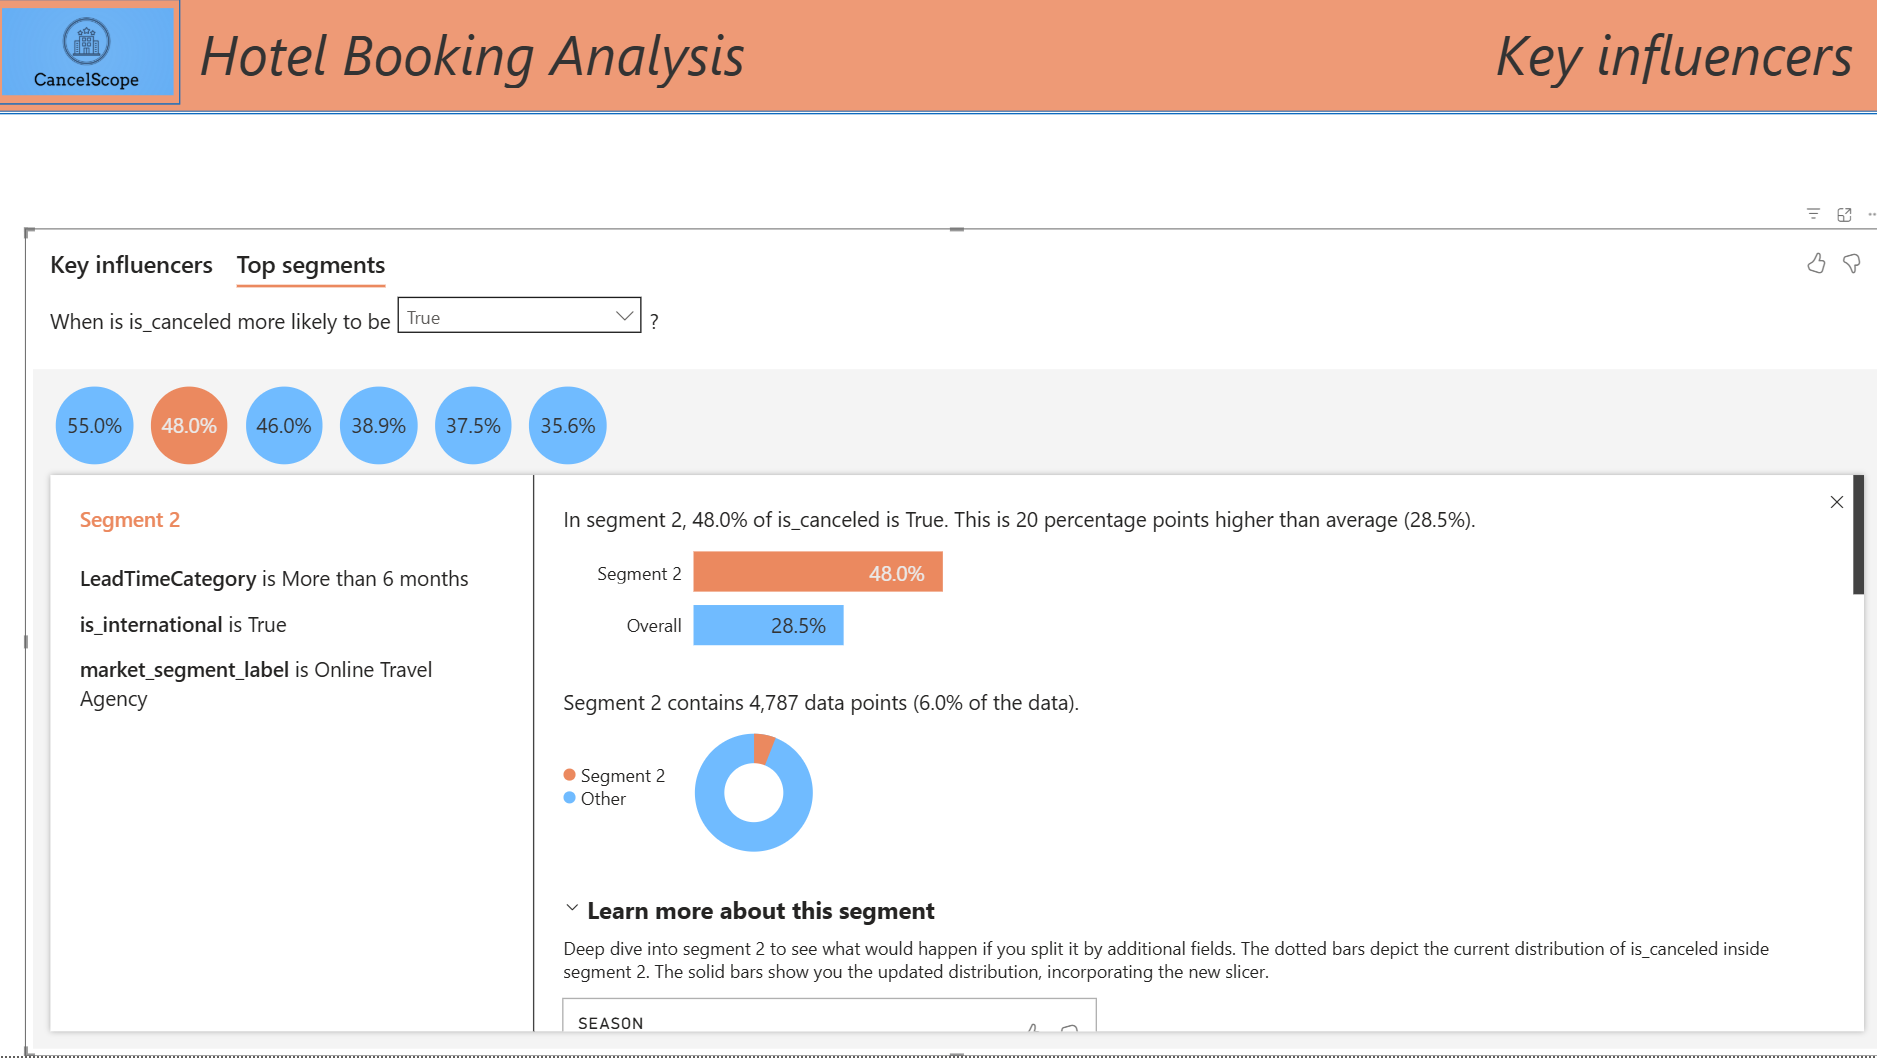 CancelScope
Hotel Booking Analysis
Key influencers
Key influencers
Top segments
When is is_canceled more likely to be True ?
55.0%
48.0%
46.0%
38.9%
37.5%
35.6%
Segment 2
LeadTimeCategory is More than 6 months
is_international is True
market_segment_label is Online Travel
Agency
In segment 2, 48.0% of is_canceled is True. This is 20 percentage points higher than average (28.5%).
Segment 2
48.0%
Overall
28.5%
Segment 2 contains 4,787 data points (6.0% of the data).
Segment 2
Other
Learn more about this segment
Deep dive into segment 2 to see what would happen if you split it by additional fields. The dotted bars depict the current distribution of is_canceled inside
segment 2. The solid bars show you the updated distribution, incorporating the new slicer.
SEASON